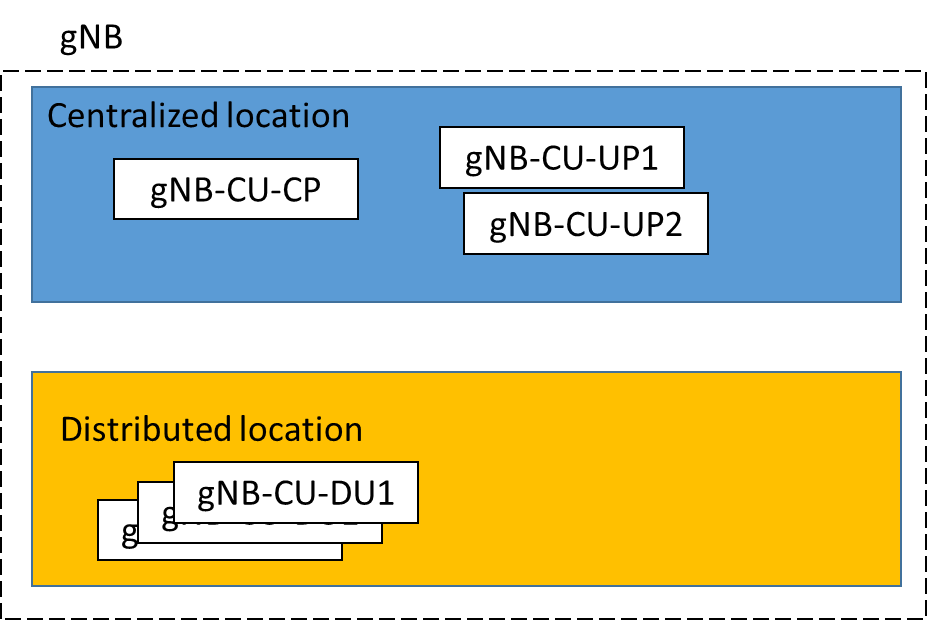 gNB
Centralized location
gNB-CU-CP
gNB-CU-UP1
gNB-CU-UP2
Distributed location
gNB-CU-DU1